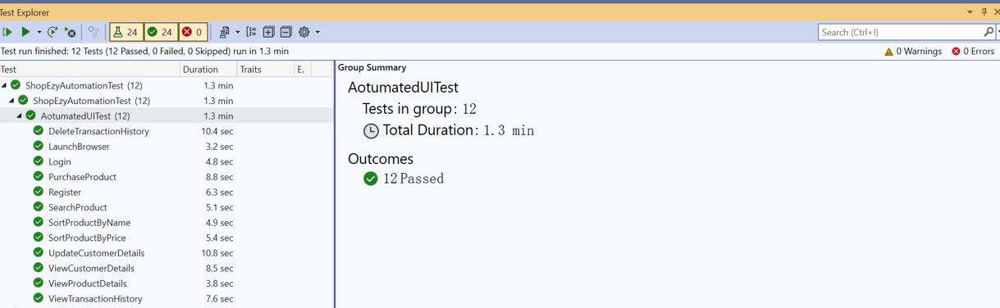 Test Explorer
24 24 0
Search (Ctrl+I)
Test run finished: 12 Tests (12 Passed, 0 Failed, 0 Skipped) run in 1.3 min
0 Warnings 0 Errors
Test Duration Traits E.
ShopEzyAutomationTest (12) 1.3 min
ShopEzyAutomationTest (12) 1.3 min
AotumatedUITest (12) 1.3 min
DeleteTransactionHistory 10.4 sec
LaunchBrowser 3.2 sec
Login 4.8 sec
PurchaseProduct 8.8 sec
Register 6.3 sec
SearchProduct 5.1 sec
SortProductByName 4.9 sec
SortProductByPrice 5.4 sec
UpdateCustomerDetails 10.8 sec
ViewCustomerDetails 8.5 sec
ViewProductDetails 3.8 sec
ViewTransactionHistory 7.6 sec
Group Summary
AotumatedUITest
Tests in group: 12
Total Duration: 1.3 min
Outcomes
12 Passed